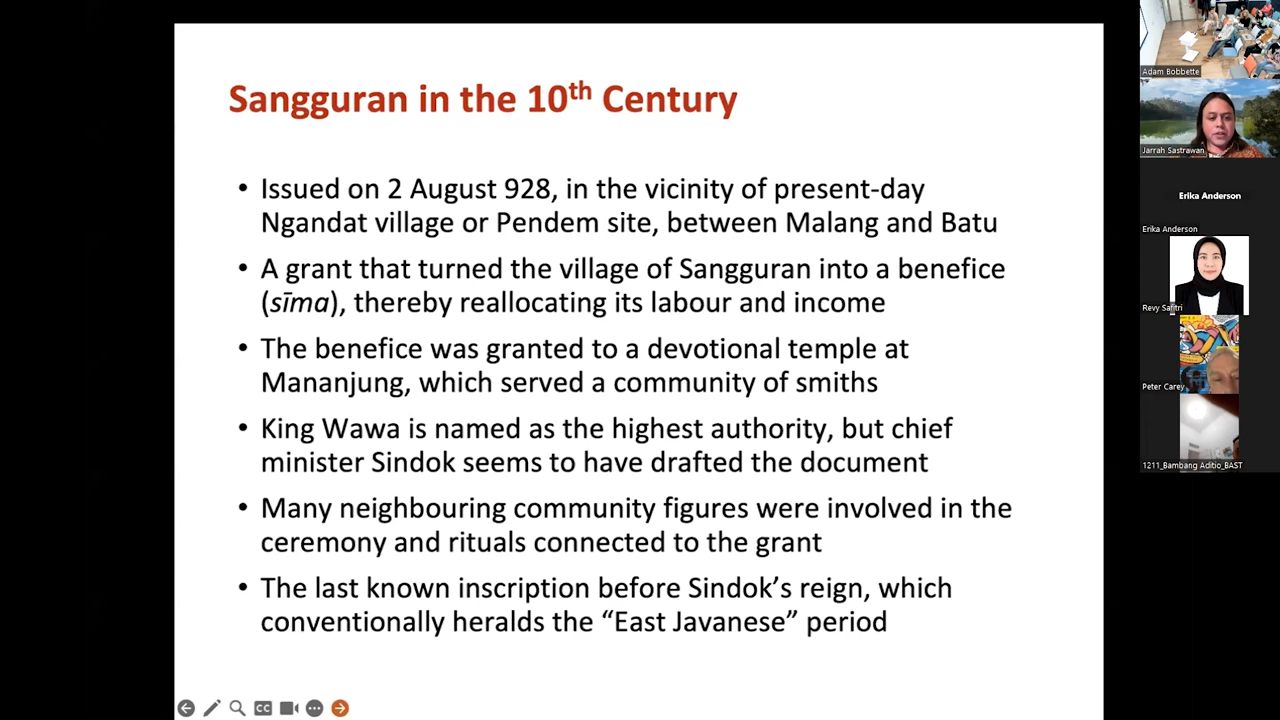 Sangguran in the 10th Century
• Issued on 2 August 928, in the vicinity of present-day
Ngandat village or Pendem site, between Malang and Batu
• A grant that turned the village of Sangguran into a benefice
(sīma), thereby reallocating its labour and income
• The benefice was granted to a devotional temple at
Mananjung, which served a community of smiths
• King Wawa is named as the highest authority, but chief
minister Sindok seems to have drafted the document
• Many neighbouring community figures were involved in the
ceremony and rituals connected to the grant
• The last known inscription before Sindok’s reign, which
conventionally heralds the “East Javanese” period
CC
Adam Bobbette
Jarrah Sastrawan
Erika Anderson
Erika Anderson
Revy Safitri
Peter Carey
1211_Bambang Aditio_BAST